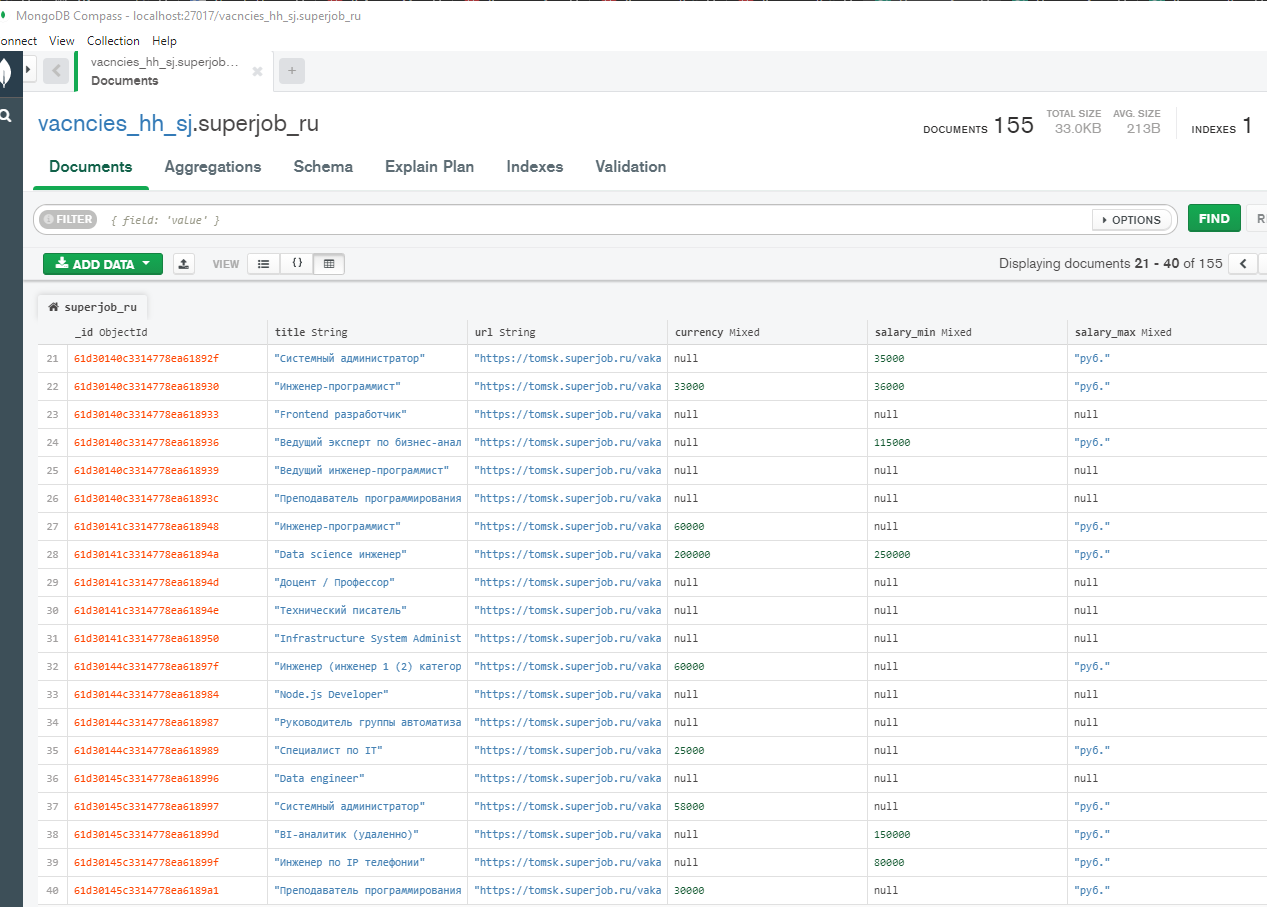 MongoDB Compass - localhost:27017/vacncies_hh_sj.superjob_ru
onnect View Collection Help
vacncies_hh_sj.superjob...
Documents
vacncies_hh_sj.superjob_ru
DOCUMENTS 155 TOTAL SIZE 33.0KB AVG. SIZE 213B INDEXES 1
Documents Aggregations Schema Explain Plan Indexes Validation
FILTER { field: 'value' } OPTIONS FIND
ADD DATA VIEW Displaying documents 21 - 40 of 155
superjob_ru
_id ObjectId title String url String currency Mixed salary_min Mixed salary_max Mixed
21 61d30140c3314778ea61892f "Системный администратор" "https://tomsk.superjob.ru/vaka null 35000 "руб."
22 61d30140c3314778ea618930 "Инженер-программист" "https://tomsk.superjob.ru/vaka 33000 36000 "руб."
23 61d30140c3314778ea618933 "Frontend разработчик" "https://tomsk.superjob.ru/vaka null null null
24 61d30140c3314778ea618936 "Ведущий эксперт по бизнес-анал "https://tomsk.superjob.ru/vaka null 115000 "руб."
25 61d30140c3314778ea618939 "Ведущий инженер-программист" "https://tomsk.superjob.ru/vaka null null null
26 61d30140c3314778ea61893c "Преподаватель программирования "https://tomsk.superjob.ru/vaka null null null
27 61d30141c3314778ea618948 "Инженер-программист" "https://tomsk.superjob.ru/vaka 60000 null "руб."
28 61d30141c3314778ea61894a "Data science инженер" "https://tomsk.superjob.ru/vaka 200000 250000 "руб."
29 61d30141c3314778ea61894d "Доцент / Профессор" "https://tomsk.superjob.ru/vaka null null null
30 61d30141c3314778ea61894e "Технический писатель" "https://tomsk.superjob.ru/vaka null null null
31 61d30141c3314778ea618950 "Infrastructure System Administ "https://tomsk.superjob.ru/vaka null null null
32 61d30144c3314778ea61897f "Инженер (инженер 1 (2) категор "https://tomsk.superjob.ru/vaka 60000 null "руб."
33 61d30144c3314778ea618984 "Node.js Developer" "https://tomsk.superjob.ru/vaka null null null
34 61d30144c3314778ea618987 "Руководитель группы автоматиза "https://tomsk.superjob.ru/vaka null null null
35 61d30144c3314778ea618989 "Специалист по IT" "https://tomsk.superjob.ru/vaka 25000 null "руб."
36 61d30145c3314778ea618996 "Data engineer" "https://tomsk.superjob.ru/vaka null null null
37 61d30145c3314778ea618997 "Системный администратор" "https://tomsk.superjob.ru/vaka 58000 null "руб."
38 61d30145c3314778ea61899d "BI-аналитик (удаленно)" "https://tomsk.superjob.ru/vaka null 150000 "руб."
39 61d30145c3314778ea61899f "Инженер по IP телефонии" "https://tomsk.superjob.ru/vaka null 80000 "руб."
40 61d30145c3314778ea6189a1 "Преподаватель программирования "https://tomsk.superjob.ru/vaka 30000 null "руб."